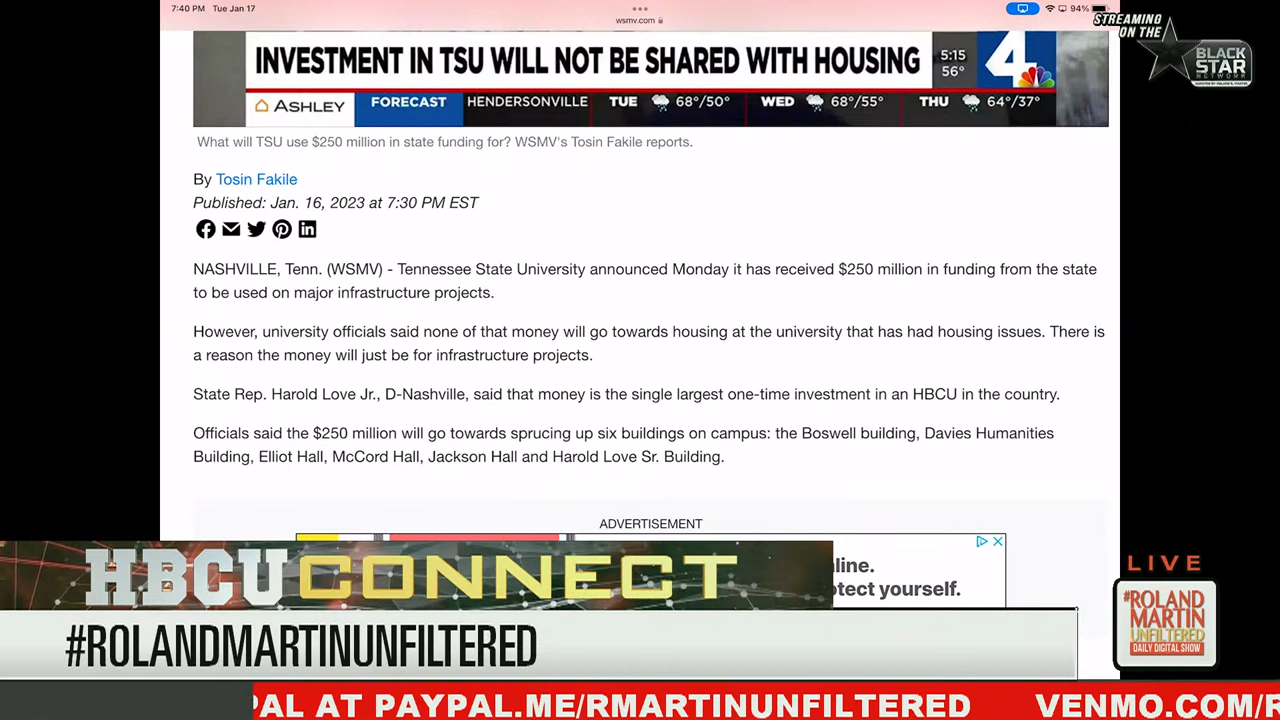 7:40 PM Tue Jan 17
wsmv.com
94%
STREAMING
ON THE
BLACK
STAR
NETWORK
INVESTMENT IN TSU WILL NOT BE SHARED WITH HOUSING
5:15
56°
4
ASHLEY
FORECAST
HENDERSONVILLE
TUE 68°/50°
WED 68°/55°
THU 64°/37°
What will TSU use $250 million in state funding for? WSMV's Tosin Fakile reports.
By Tosin Fakile
Published: Jan. 16, 2023 at 7:30 PM EST
NASHVILLE, Tenn. (WSMV) - Tennessee State University announced Monday it has received $250 million in funding from the state
to be used on major infrastructure projects.
However, university officials said none of that money will go towards housing at the university that has had housing issues. There is
a reason the money will just be for infrastructure projects.
State Rep. Harold Love Jr., D-Nashville, said that money is the single largest one-time investment in an HBCU in the country.
Officials said the $250 million will go towards sprucing up six buildings on campus: the Boswell building, Davies Humanities
Building, Elliot Hall, McCord Hall, Jackson Hall and Harold Love Sr. Building.
ADVERTISEMENT
line.
otect yourself.
HBCU CONNECT
#ROLANDMARTINUNFILTERED
LIVE
#ROLAND
MARTIN
UNFILTERED
DAILY DIGITAL SHOW
PAL AT PAYPAL.ME/RMARTINUNFILTERED VENMO.COM/R